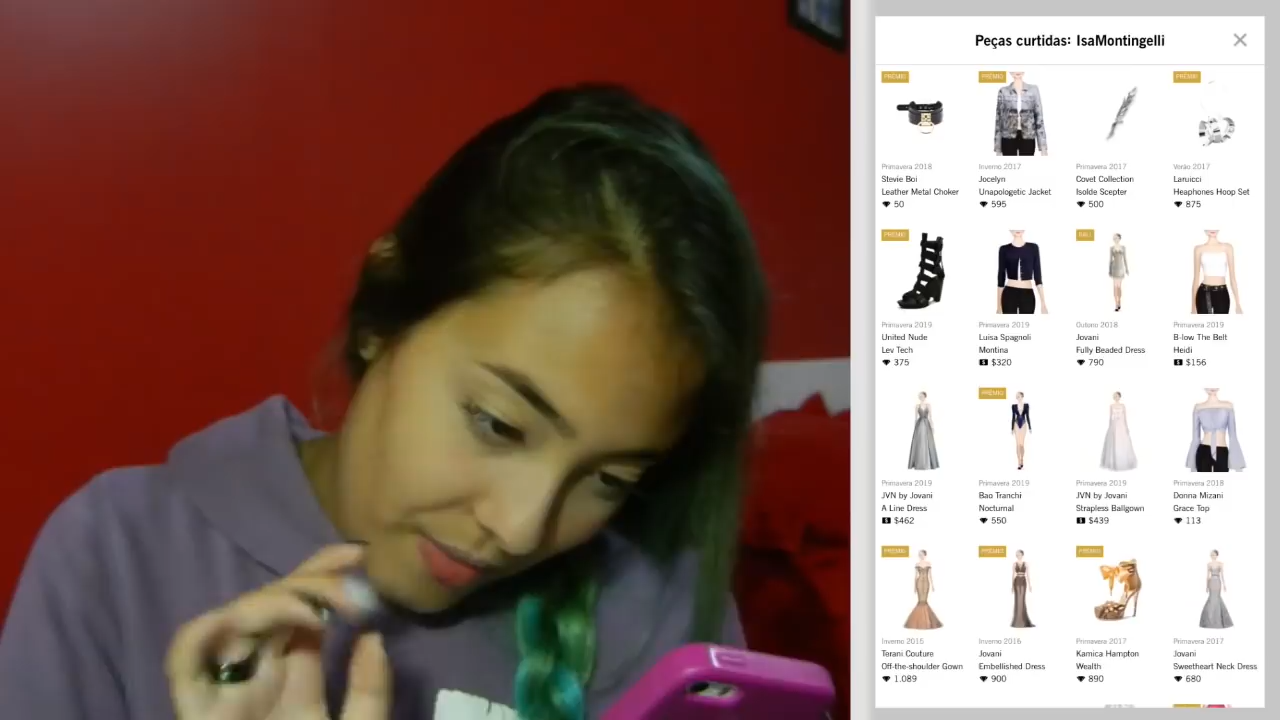 Peças curtidas: IsaMontingelli
PRÊMIO
PRÊMIO
PRÊMIO
Primavera 2018
Inverno 2017
Primavera 2017
Verão 2017
Stevie Boi
Jocelyn
Covet Collection
Laruicci
Leather Metal Choker
Unapologetic Jacket
Isolde Scepter
Heaphones Hoop Set
50
595
500
875
PRÊMIO
Primavera 2019
Primavera 2019
Outono 2018
Primavera 2019
United Nude
Luisa Spagnoli
Jovani
B-low The Belt
Lev Tech
Montina
Fully Beaded Dress
Heidi
375
$320
790
$156
PRÊMIO
Primavera 2019
Primavera 2019
Primavera 2019
Primavera 2018
JVN by Jovani
Bao Tranchi
JVN by Jovani
Donna Mizani
A Line Dress
Nocturnal
Strapless Ballgown
Grace Top
$462
550
$439
113
PRÊMIO
PRÊMIO
PRÊMIO
Inverno 2015
Inverno 2016
Primavera 2017
Primavera 2017
Terani Couture
Jovani
Kamica Hampton
Jovani
Off-the-shoulder Gown
Embellished Dress
Wealth
Sweetheart Neck Dress
1.089
900
890
680